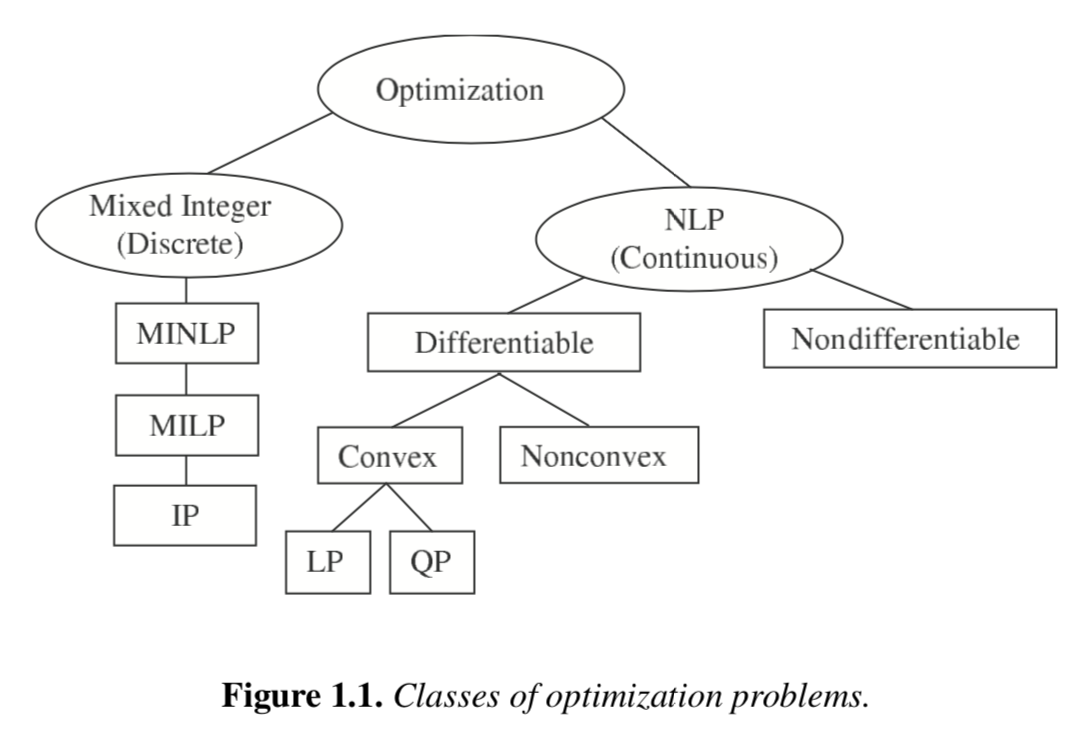 Optimization
Mixed Integer
(Discrete)
NLP
(Continuous)
MINLP
Differentiable
Nondifferentiable
MILP
Convex
Nonconvex
IP
LP
QP
Figure 1.1. Classes of optimization problems.